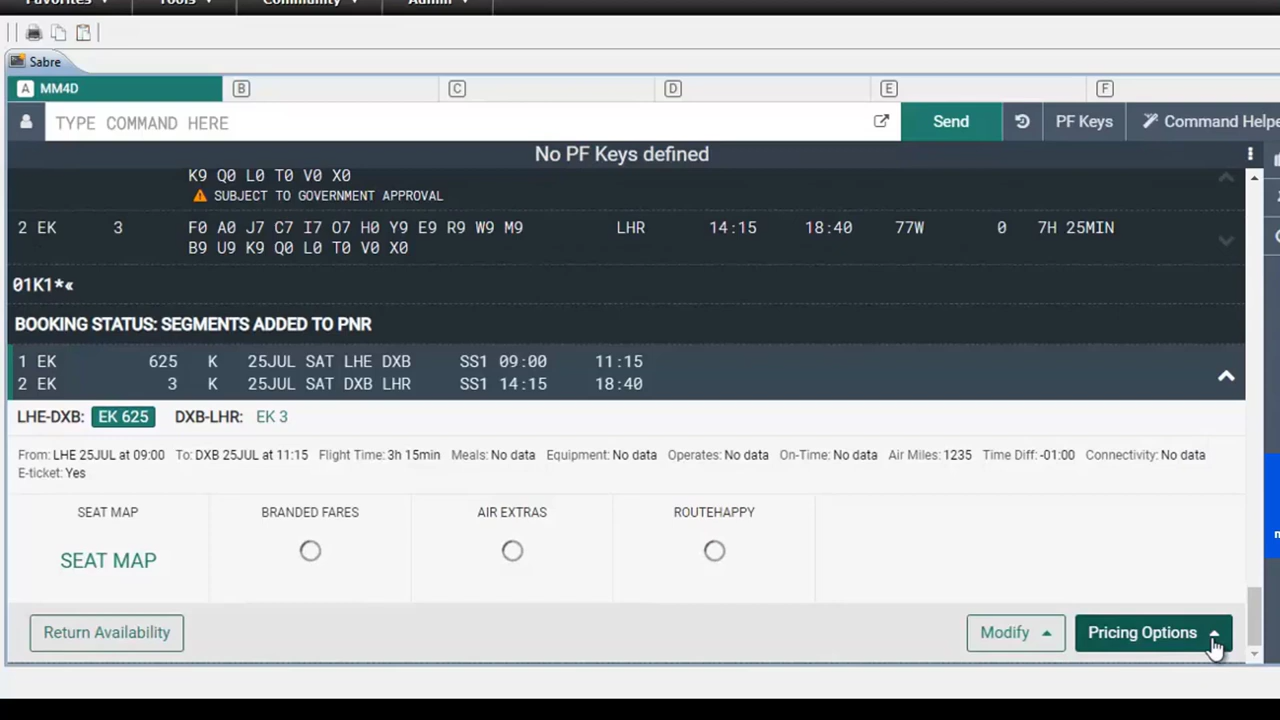 Favorites Tools Community Admin
Sabre
A MM4D B C D E F
TYPE COMMAND HERE Send PF Keys Command Helpe
No PF Keys defined
K9 Q0 L0 T0 V0 X0
SUBJECT TO GOVERNMENT APPROVAL
2 EK 3 F0 A0 J7 C7 I7 O7 H0 Y9 E9 R9 W9 M9 LHR 14:15 18:40 77W 0 7H 25MIN
B9 U9 K9 Q0 L0 T0 V0 X0
01K1*«
BOOKING STATUS: SEGMENTS ADDED TO PNR
1 EK 625 K 25JUL SAT LHE DXB SS1 09:00 11:15
2 EK 3 K 25JUL SAT DXB LHR SS1 14:15 18:40
LHE-DXB: EK 625 DXB-LHR: EK 3
From: LHE 25JUL at 09:00 To: DXB 25JUL at 11:15 Flight Time: 3h 15min Meals: No data Equipment: No data Operates: No data On-Time: No data Air Miles: 1235 Time Diff: -01:00 Connectivity: No data
E-ticket: Yes
SEAT MAP BRANDED FARES AIR EXTRAS ROUTEHAPPY
SEAT MAP
Return Availability Modify Pricing Options